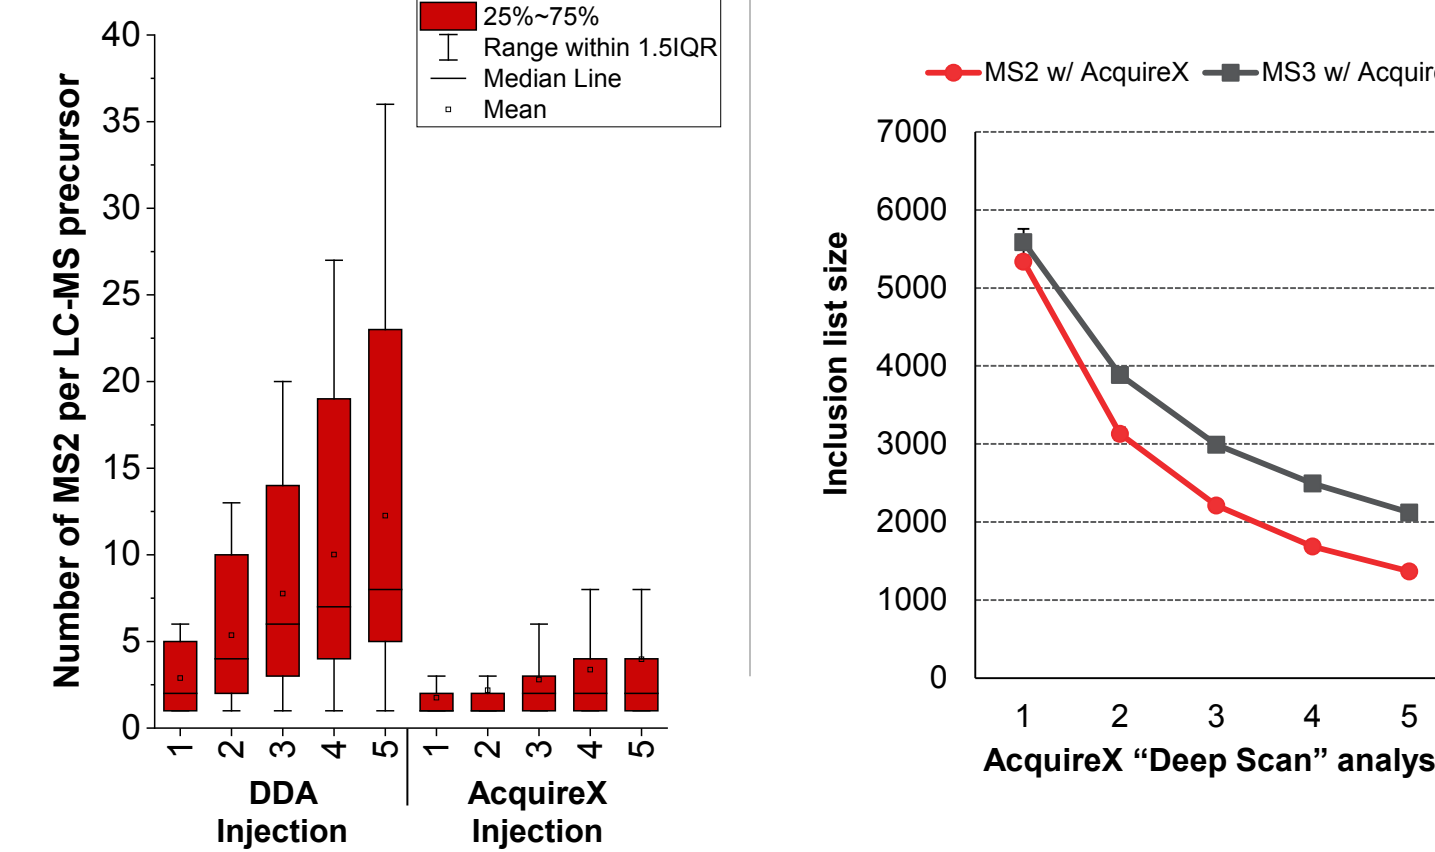 25%~75%
Range within 1.5IQR
Median Line
Mean
Number of MS2 per LC-MS precursor
40
35
30
25
20
15
10
5
0
1 2 3 4 5 1 2 3 4 5
DDA
Injection
AcquireX
Injection
MS2 w/ AcquireX MS3 w/ Acquire
Inclusion list size
7000
6000
5000
4000
3000
2000
1000
0
1 2 3 4 5
AcquireX “Deep Scan” analys